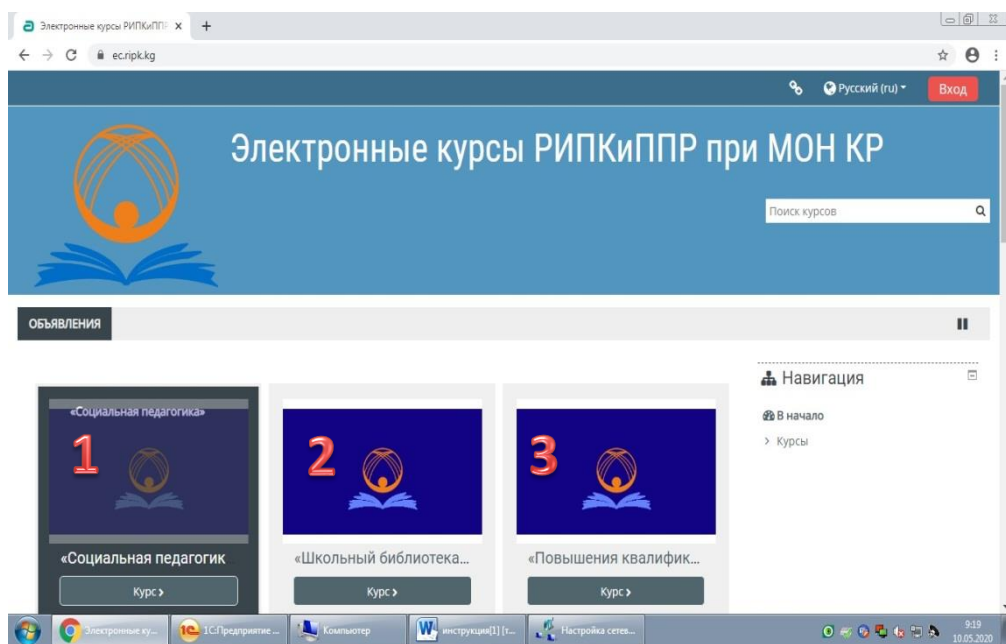 Электронные курсы РИПКиППР
ec.ripk.kg
Русский (ru)
Вход
Электронные курсы РИПКиППР при МОН КР
Поиск курсов
ОБЪЯВЛЕНИЯ
Навигация
В начало
Курсы
«Социальная педагогика»
1
2
3
«Социальная педагогик
«Школьный библиотека...
«Повышения квалифик...
Курс
Курс
Курс
Электронные ку...
1С:Предприятие ...
Компьютер
инструкция[1] [т...
Настройка сетев...
9:19
10.05.2020